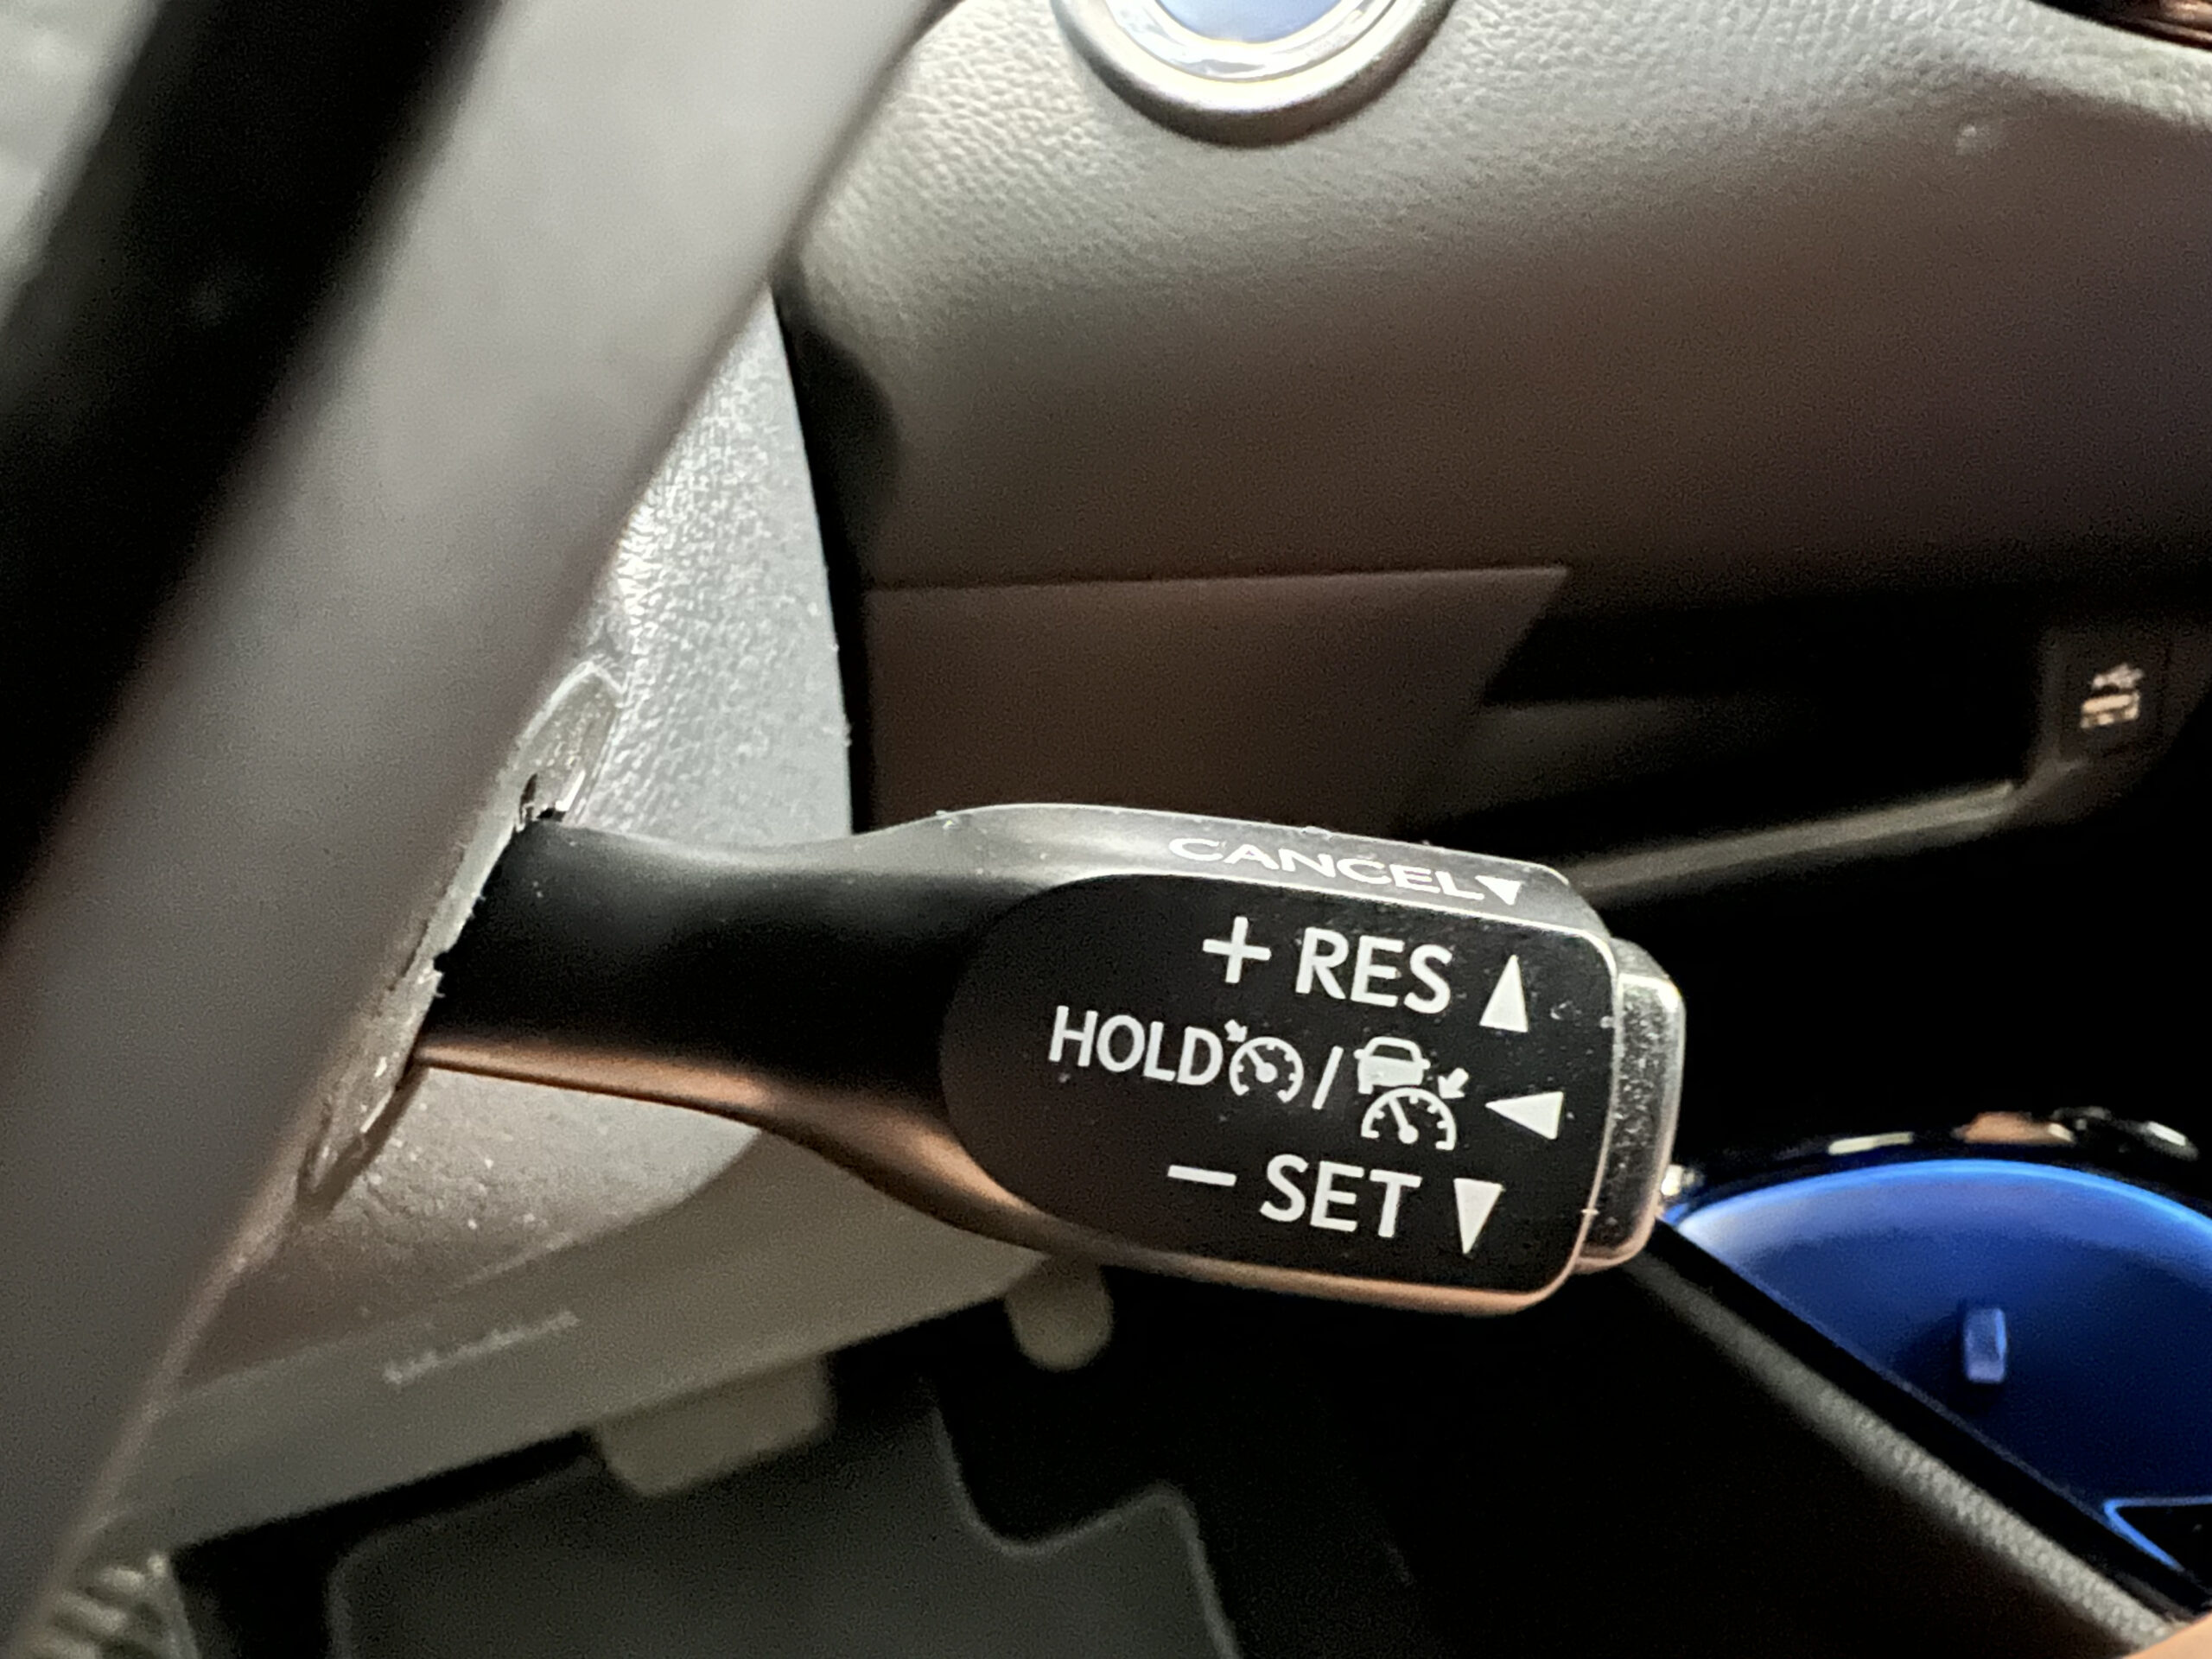 CANCEL
+ RES
HOLD /
− SET